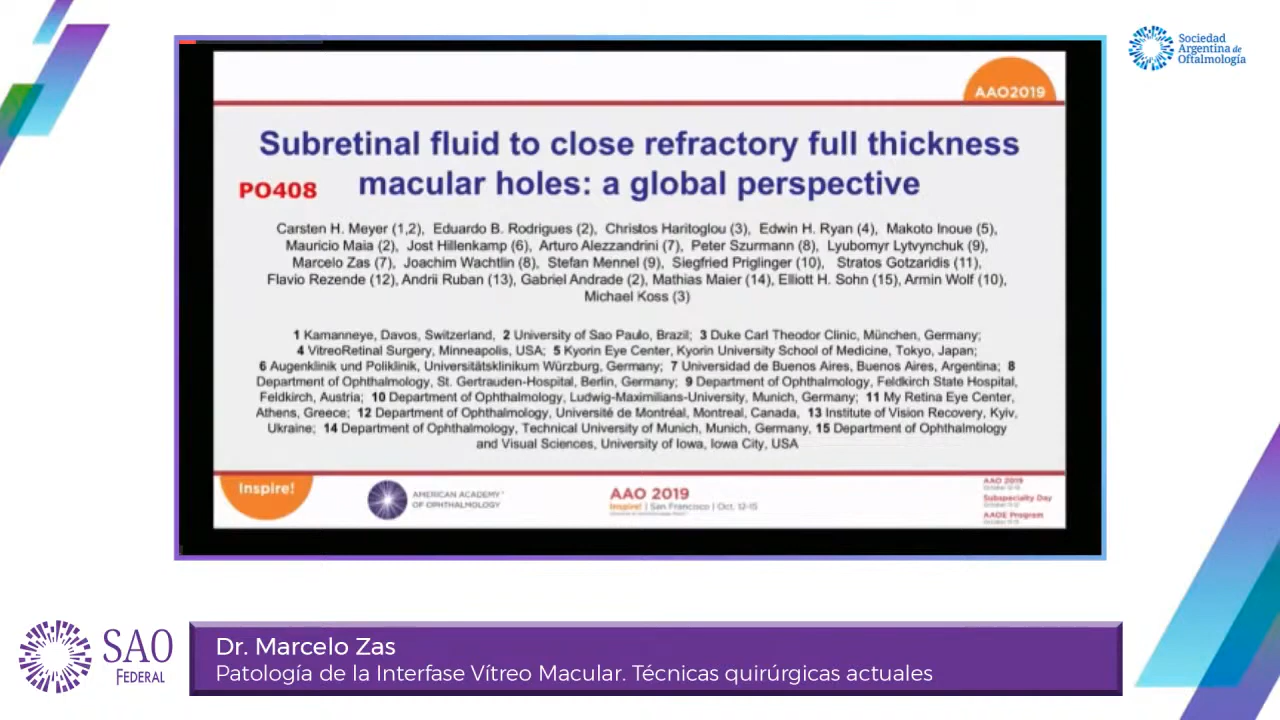 Sociedad
Argentina de
Oftalmología
AAO2019
Subretinal fluid to close refractory full thickness
PO408 macular holes: a global perspective
Carsten H. Meyer (1,2), Eduardo B. Rodrigues (2), Christos Haritoglou (3), Edwin H. Ryan (4), Makoto Inoue (5),
Mauricio Maia (2), Jost Hillenkamp (6), Arturo Alezzandrini (7), Peter Szurmann (8), Lyubomyr Lytvynchuk (9),
Marcelo Zas (7), Joachim Wachtlin (8), Stefan Mennel (9), Siegfried Priglinger (10), Stratos Gotzaridis (11),
Flavio Rezende (12), Andrii Ruban (13), Gabriel Andrade (2), Mathias Maier (14), Elliott H. Sohn (15), Armin Wolf (10),
Michael Koss (3)
1 Kamanneye, Davos, Switzerland, 2 University of Sao Paulo, Brazil; 3 Duke Carl Theodor Clinic, München, Germany;
4 VitreoRetinal Surgery, Minneapolis, USA; 5 Kyorin Eye Center, Kyorin University School of Medicine, Tokyo, Japan;
6 Augenklinik und Poliklinik, Universitätsklinikum Würzburg, Germany; 7 Universidad de Buenos Aires, Buenos Aires, Argentina; 8
Department of Ophthalmology, St. Gertrauden-Hospital, Berlin, Germany; 9 Department of Ophthalmology, Feldkirch State Hospital,
Feldkirch, Austria; 10 Department of Ophthalmology, Ludwig-Maximilians-University, Munich, Germany; 11 My Retina Eye Center,
Athens, Greece; 12 Department of Ophthalmology, Université de Montréal, Montreal, Canada, 13 Institute of Vision Recovery, Kyiv,
Ukraine; 14 Department of Ophthalmology, Technical University of Munich, Munich, Germany, 15 Department of Ophthalmology
and Visual Sciences, University of Iowa, Iowa City, USA
Inspire!
AMERICAN ACADEMY
OF OPHTHALMOLOGY
AAO 2019
Inspire! | San Francisco | Oct. 12-15
AAO 2019
Subspecialty Day
AAOE Program
SAO
FEDERAL
Dr. Marcelo Zas
Patología de la Interfase Vítreo Macular. Técnicas quirúrgicas actuales